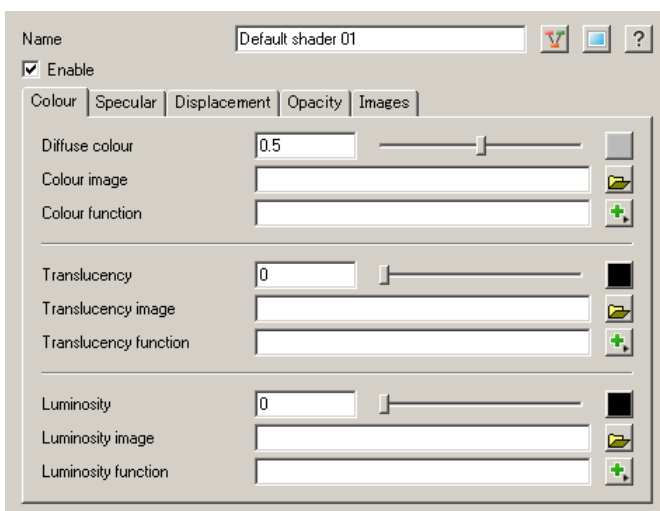 Name Default shader 01 ?
Enable
Colour Specular Displacement Opacity Images
Diffuse colour 0.5
Colour image
Colour function
Translucency 0
Translucency image
Translucency function
Luminosity 0
Luminosity image
Luminosity function